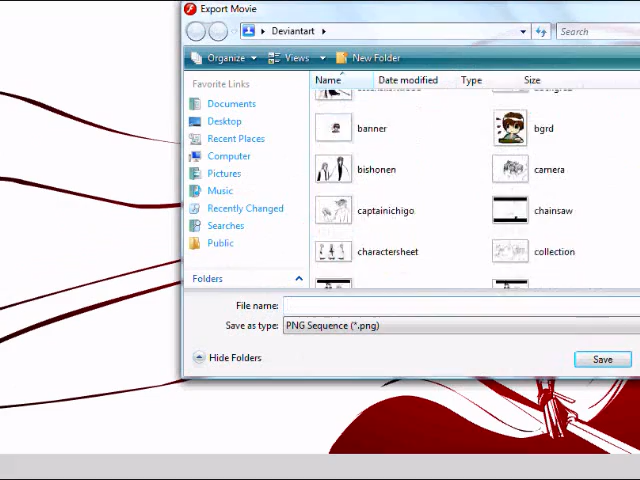 Export Movie
Deviantart
Search
Organize Views New Folder
Favorite Links
Name Date modified Type Size
Documents
Desktop
Recent Places
Computer
Pictures
Music
Recently Changed
Searches
Public
Folders
banner bgrd
bishonen camera
captainichigo chainsaw
charactersheet collection
File name:
Save as type: PNG Sequence (*.png)
Hide Folders
Save